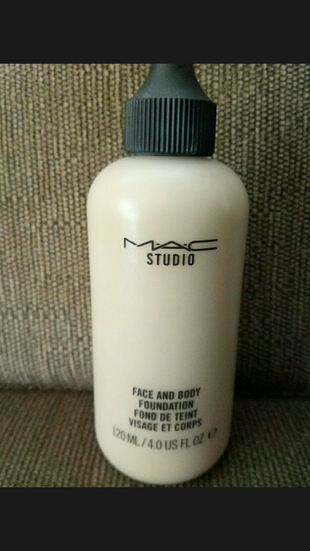 M·A·C
STUDIO
FACE AND BODY
FOUNDATION
FOND DE TEINT
VISAGE ET CORPS
120 ML / 4.0 US FL OZ ℮